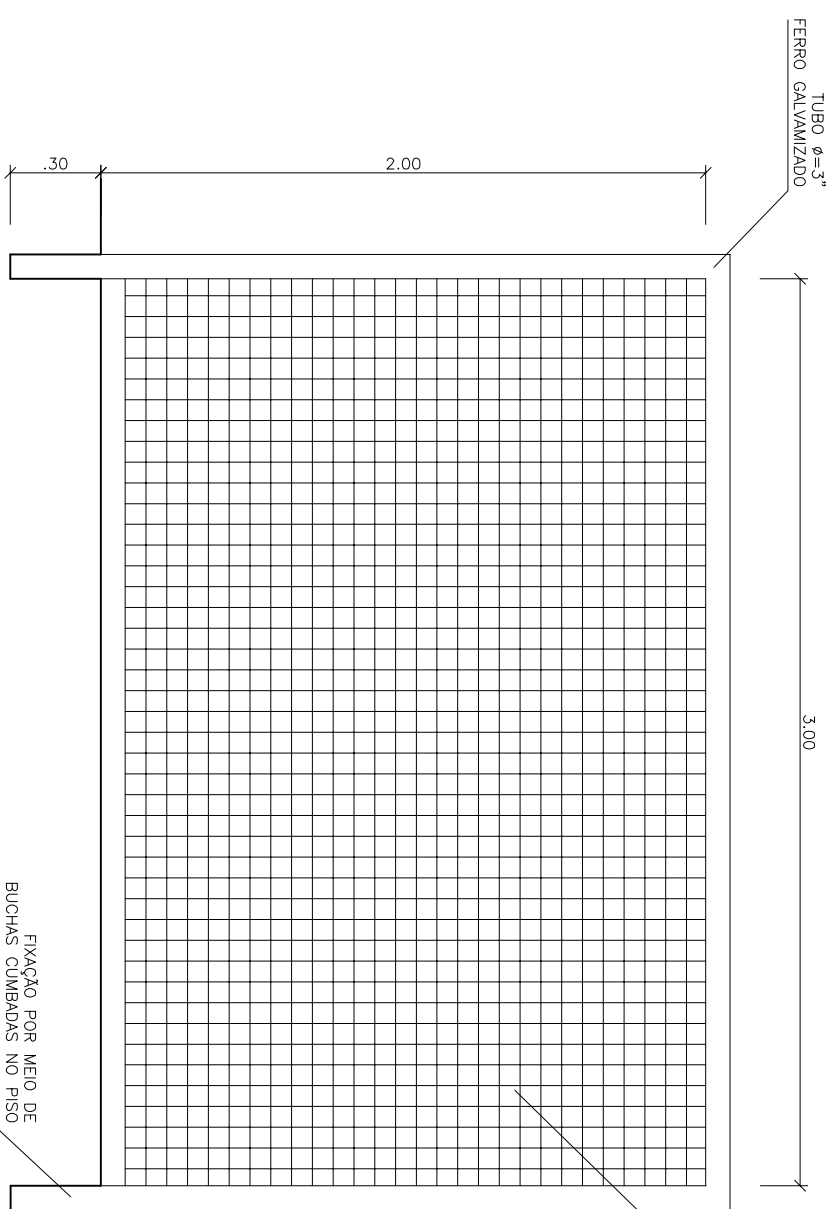 TUBO ø=3"
FERRO GALVAMIZADO
.30
2.00
3.00
FIXAÇÃO POR MEIO DE
BUCHAS CUMBADAS NO PISO